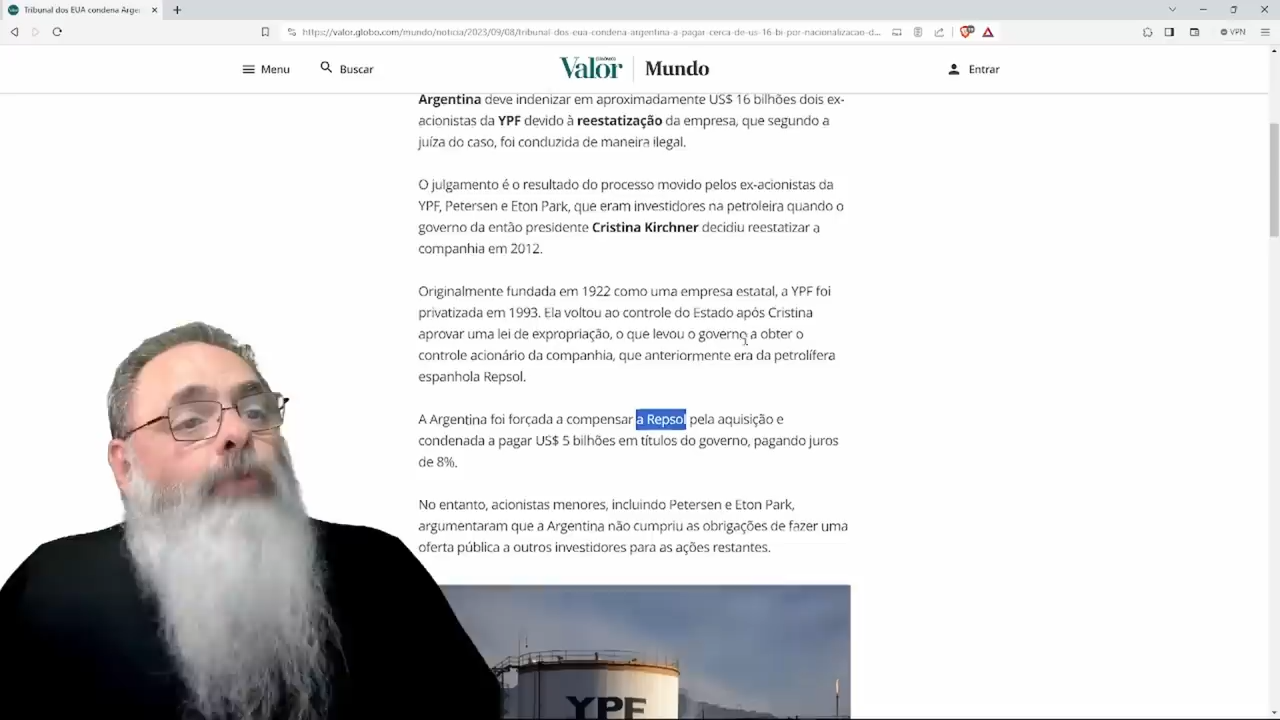 Tribunal dos EUA condena Arge
https://valor.globo.com/mundo/noticia/2023/09/08/tribunal-dos-eua-condena-argentina-a-pagar-cerca-de-us-16-bi-por-nacionalizacao-d...
VPN
Menu
Buscar
Valor
Mundo
Entrar
Argentina deve indenizar em aproximadamente US$ 16 bilhões dois ex-
acionistas da YPF devido à reestatização da empresa, que segundo a
juíza do caso, foi conduzida de maneira ilegal.
O julgamento é o resultado do processo movido pelos ex-acionistas da
YPF, Petersen e Eton Park, que eram investidores na petroleira quando o
governo da então presidente Cristina Kirchner decidiu reestatizar a
companhia em 2012.
Originalmente fundada em 1922 como uma empresa estatal, a YPF foi
privatizada em 1993. Ela voltou ao controle do Estado após Cristina
aprovar uma lei de expropriação, o que levou o governo a obter o
controle acionário da companhia, que anteriormente era da petrolífera
espanhola Repsol.
A Argentina foi forçada a compensar a Repsol pela aquisição e
condenada a pagar US$ 5 bilhões em títulos do governo, pagando juros
de 8%.
No entanto, acionistas menores, incluindo Petersen e Eton Park,
argumentaram que a Argentina não cumpriu as obrigações de fazer uma
oferta pública a outros investidores para as ações restantes.
YPF